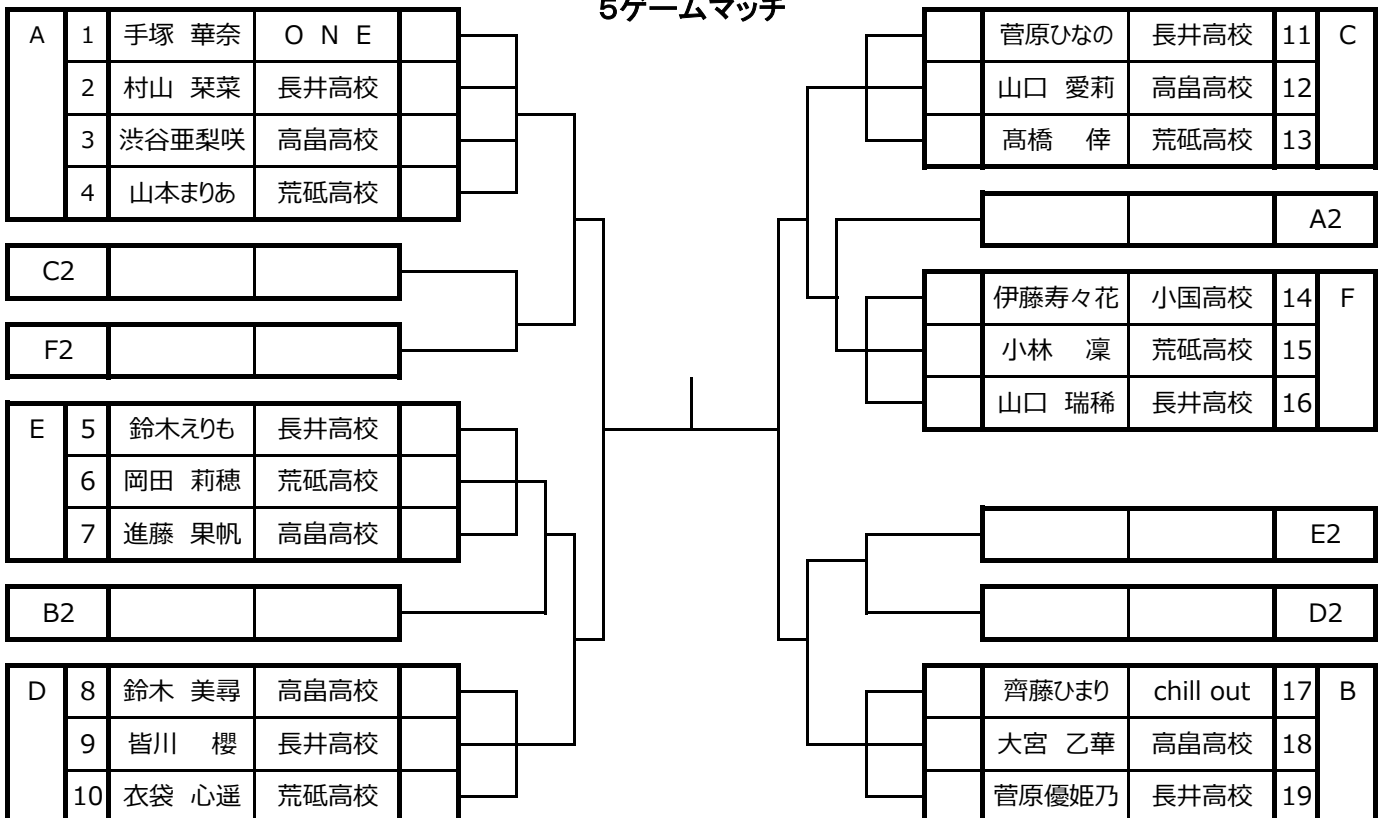 5ゲームマッチ
A 1 手塚 華奈 O N E
2 村山 栞菜 長井高校
3 渋谷亜梨咲 高畠高校
4 山本まりあ 荒砥高校
C2
F2
E 5 鈴木えりも 長井高校
6 岡田 莉穂 荒砥高校
7 進藤 果帆 高畠高校
B2
D 8 鈴木 美尋 高畠高校
9 皆川 櫻 長井高校
10 衣袋 心遥 荒砥高校
菅原ひなの 長井高校 11 C
山口 愛莉 高畠高校 12
髙橋 倖 荒砥高校 13
A2
伊藤寿々花 小国高校 14 F
小林 凜 荒砥高校 15
山口 瑞稀 長井高校 16
E2
D2
齊藤ひまり chill out 17 B
大宮 乙華 高畠高校 18
菅原優姫乃 長井高校 19